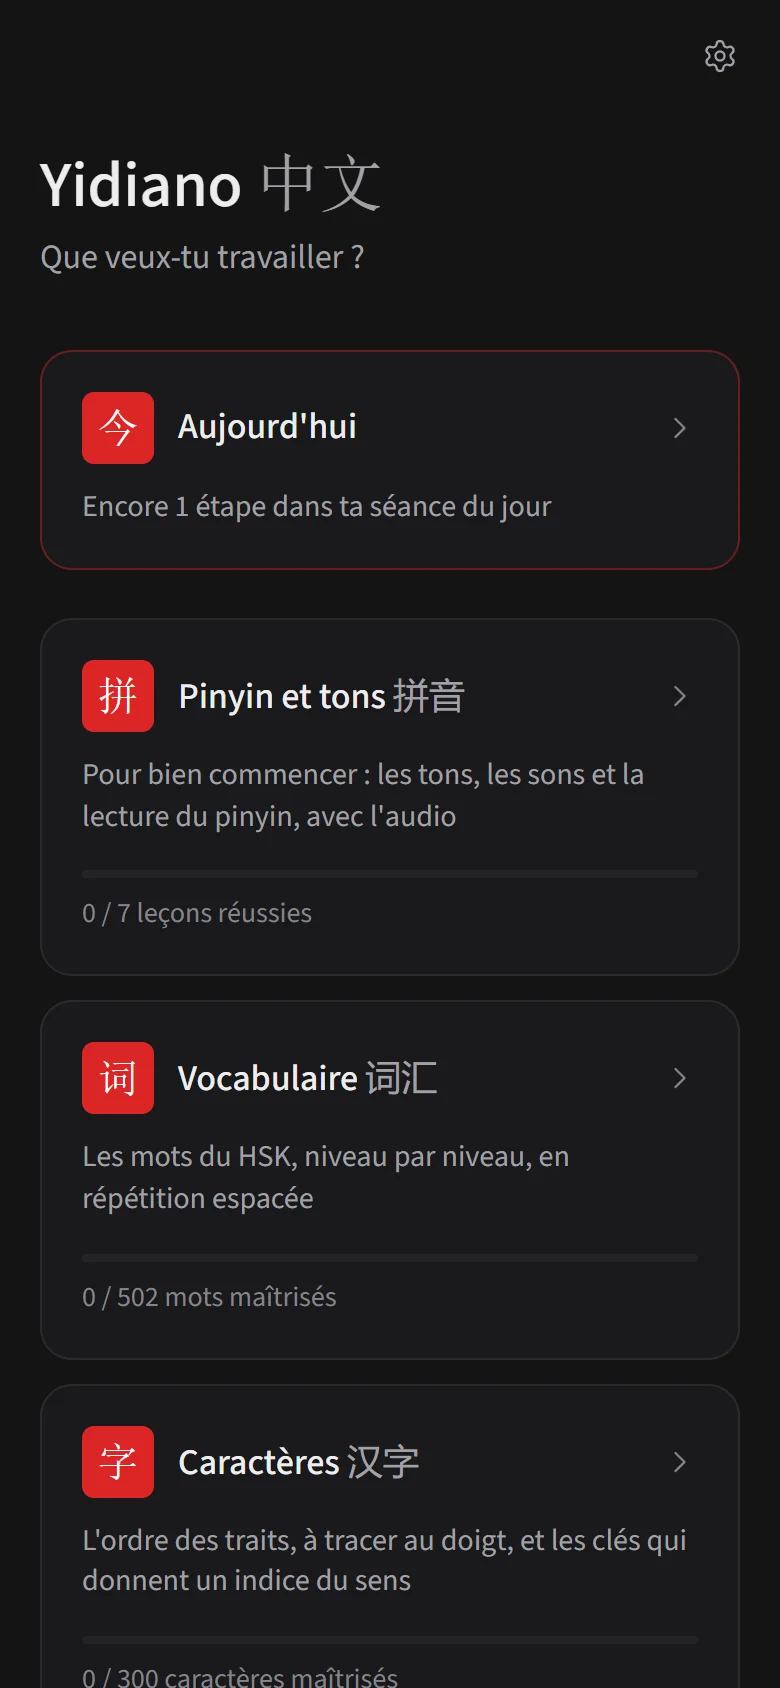 Yidiano 中文
Que veux-tu travailler ?
今 Aujourd'hui
Encore 1 étape dans ta séance du jour
拼 Pinyin et tons 拼音
Pour bien commencer : les tons, les sons et la
lecture du pinyin, avec l'audio
0 / 7 leçons réussies
词 Vocabulaire 词汇
Les mots du HSK, niveau par niveau, en
répétition espacée
0 / 502 mots maîtrisés
字 Caractères 汉字
L'ordre des traits, à tracer au doigt, et les clés qui
donnent un indice du sens
0 / 300 caractères maîtrisés